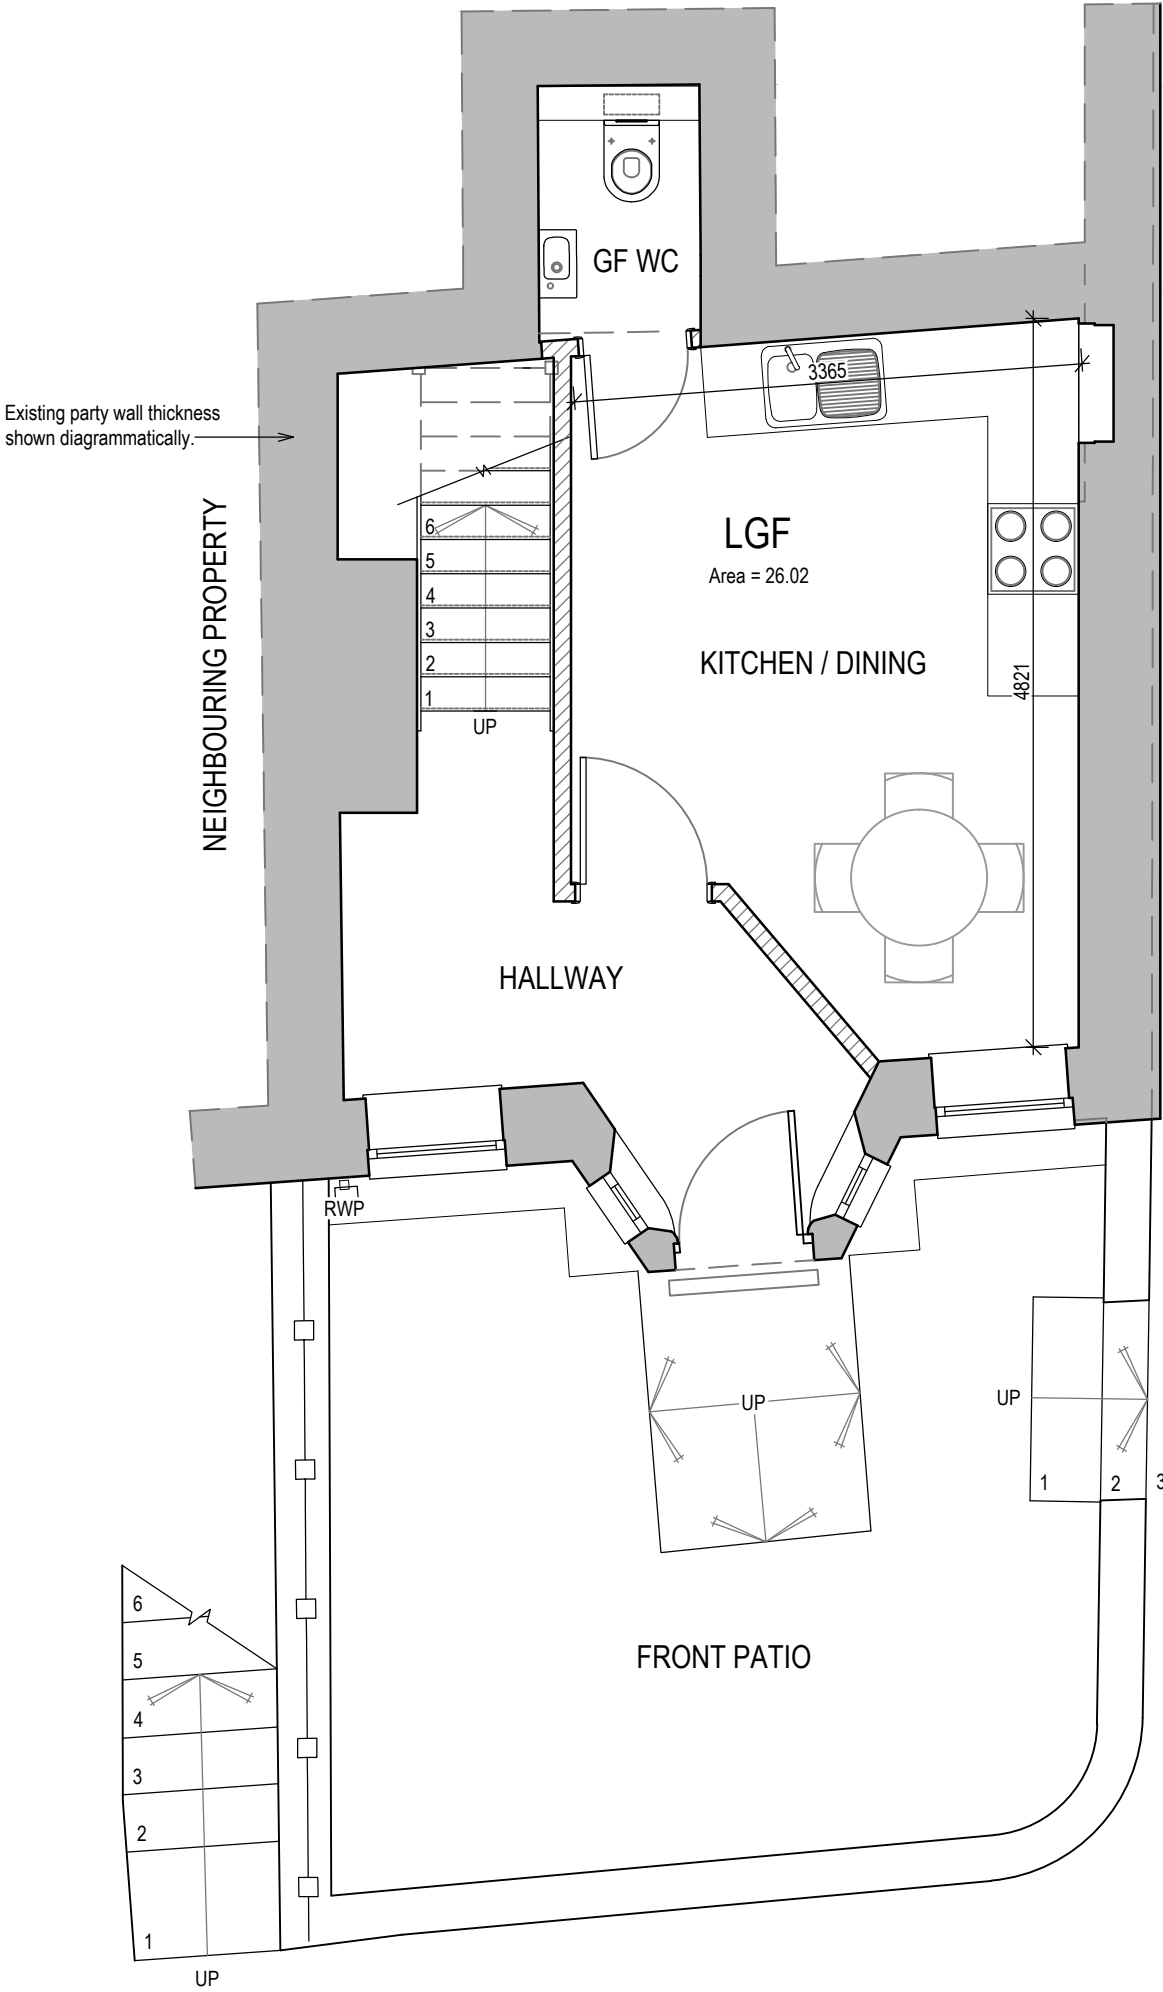 GF WC
3365
Existing party wall thickness
shown diagrammatically.
NEIGHBOURING PROPERTY
LGF
Area = 26.02
KITCHEN / DINING
4821
6
5
4
3
2
1
UP
HALLWAY
RWP
UP
UP
1
2
3
FRONT PATIO
6
5
4
3
2
1
UP